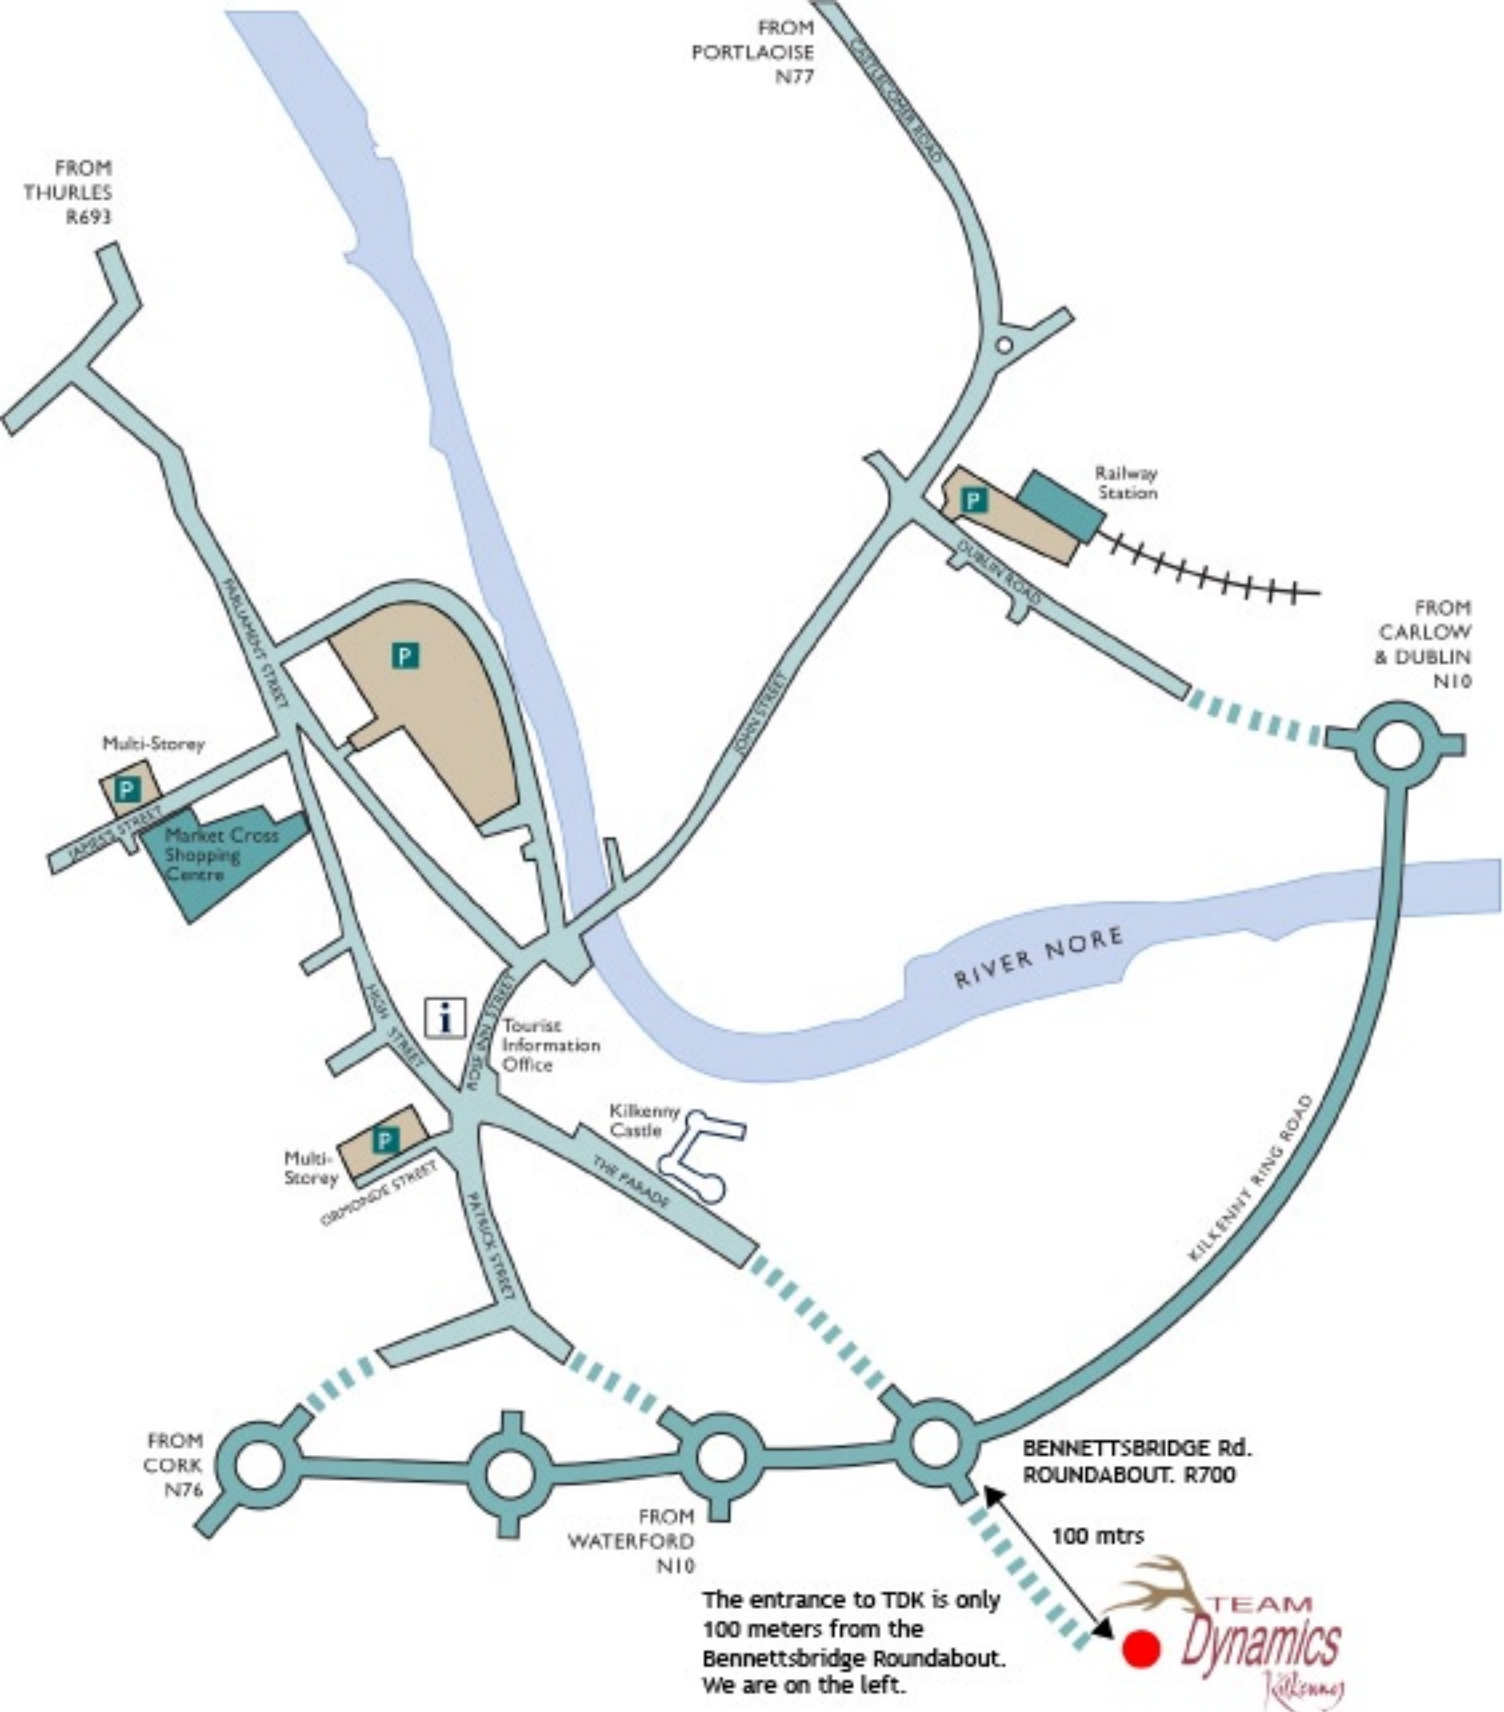 FROM
PORTLAOISE
N77
CASTLECOMER ROAD
FROM
THURLES
R693
Railway
Station
P
DUBLIN ROAD
FROM
CARLOW
& DUBLIN
N10
PARLIAMENT STREET
P
JOHN STREET
Multi-Storey
P
JAMES'S STREET
Market Cross
Shopping
Centre
RIVER NORE
HIGH STREET
i
ROSE INN STREET
Tourist
Information
Office
Kilkenny
Castle
THE PARADE
P
Multi-
Storey
ORMONDE STREET
PATRICK STREET
KILKENNY RING ROAD
FROM
CORK
N76
FROM
WATERFORD
N10
BENNETTSBRIDGE Rd.
ROUNDABOUT. R700
100 mtrs
The entrance to TDK is only
100 meters from the
Bennettsbridge Roundabout.
We are on the left.
TEAM
Dynamics
Kilkenny